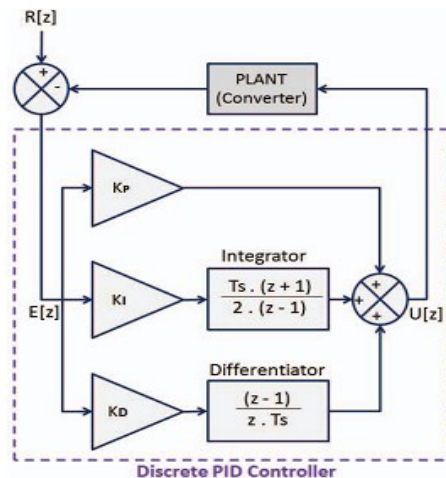 R[z]
+
-
PLANT
(Converter)
KP
Integrator
KI
Ts . (z + 1)
2 . (z - 1)
+
+
+
E[z]
U[z]
Differentiator
KD
(z - 1)
z . Ts
Discrete PID Controller